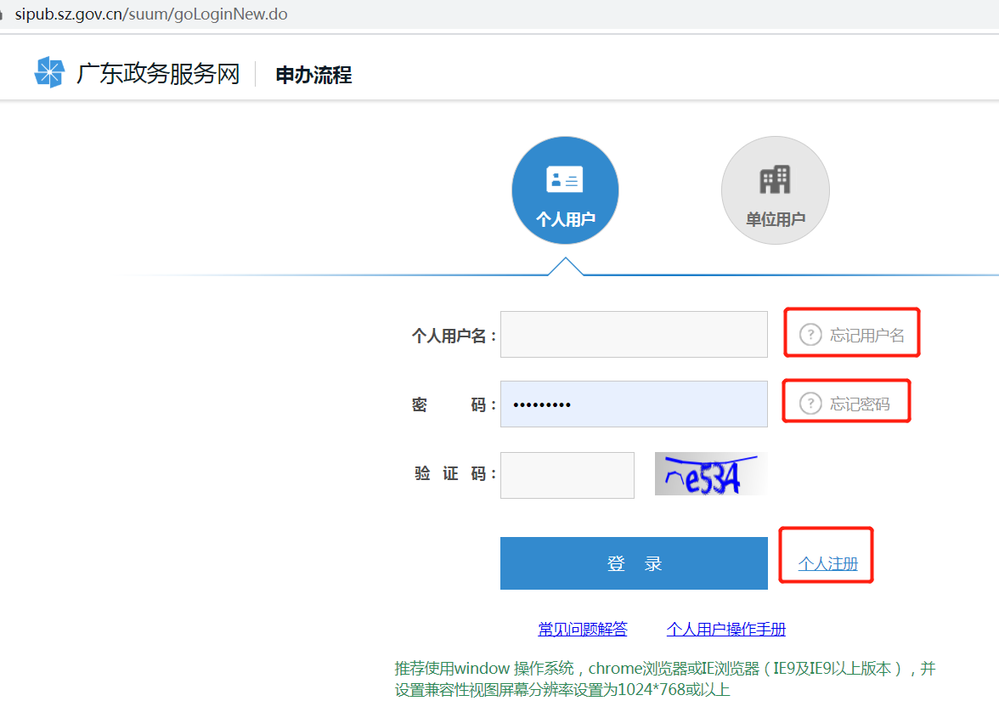 sipub.sz.gov.cn/suum/goLoginNew.do
广东政务服务网 申办流程
个人用户 单位用户
个人用户名： ? 忘记用户名
密 码： ••••••••• ? 忘记密码
验 证 码： e534
登 录 个人注册
常见问题解答 个人用户操作手册
推荐使用window 操作系统，chrome浏览器或IE浏览器（IE9及IE9以上版本），并
设置兼容性视图屏幕分辨率设置为1024*768或以上